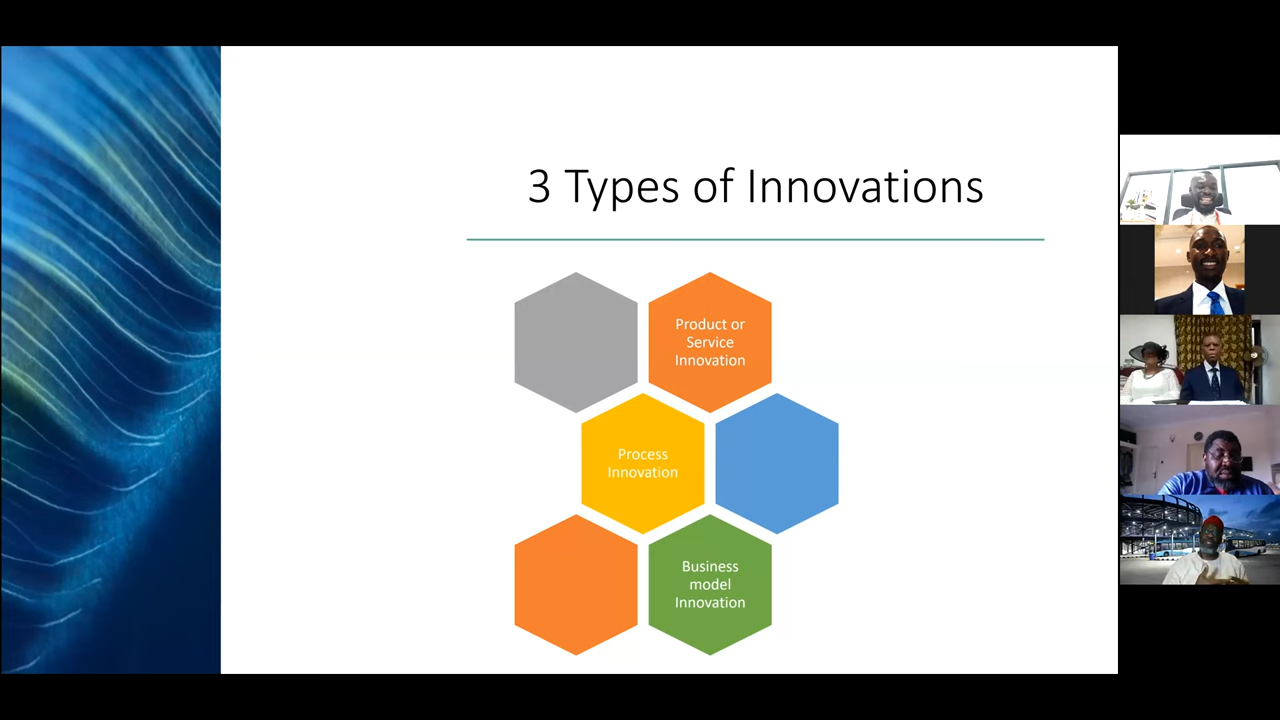 3 Types of Innovations
Product or
Service
Innovation
Process
Innovation
Business
model
Innovation